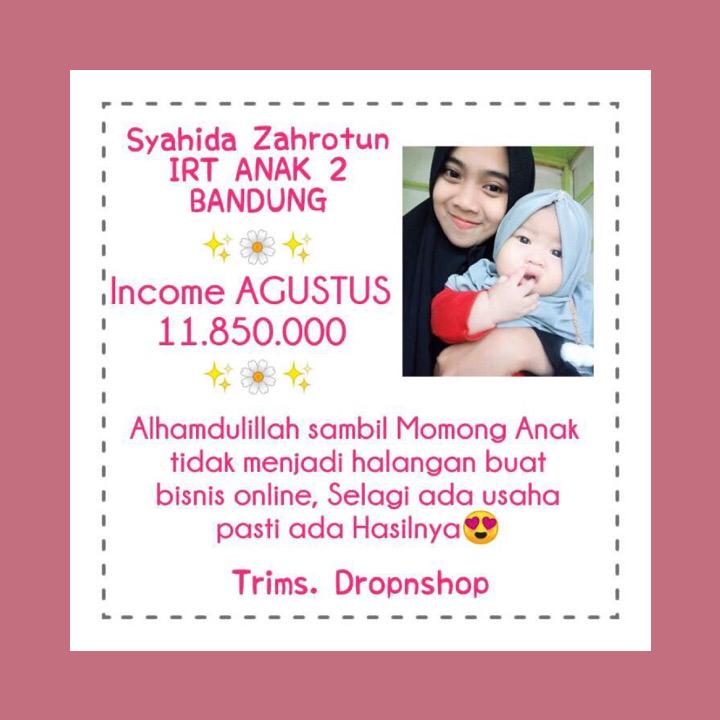 Syahida Zahrotun
IRT ANAK 2
BANDUNG
Income AGUSTUS
11.850.000
Alhamdulillah sambil Momong Anak
tidak menjadi halangan buat
bisnis online, Selagi ada usaha
pasti ada Hasilnya😍
Trims. Dropnshop